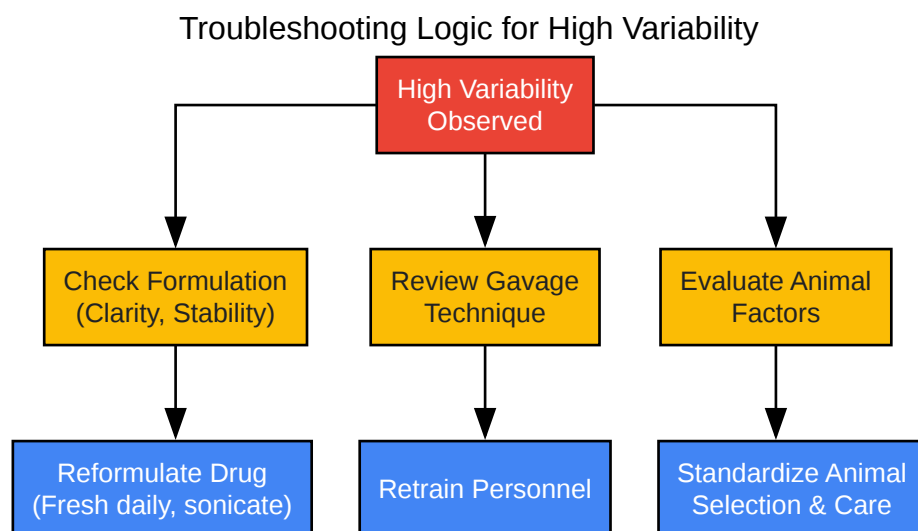 Troubleshooting Logic for High Variability
High Variability
Observed
Check Formulation
(Clarity, Stability)
Review Gavage
Technique
Evaluate Animal
Factors
Reformulate Drug
(Fresh daily, sonicate)
Retrain Personnel
Standardize Animal
Selection & Care